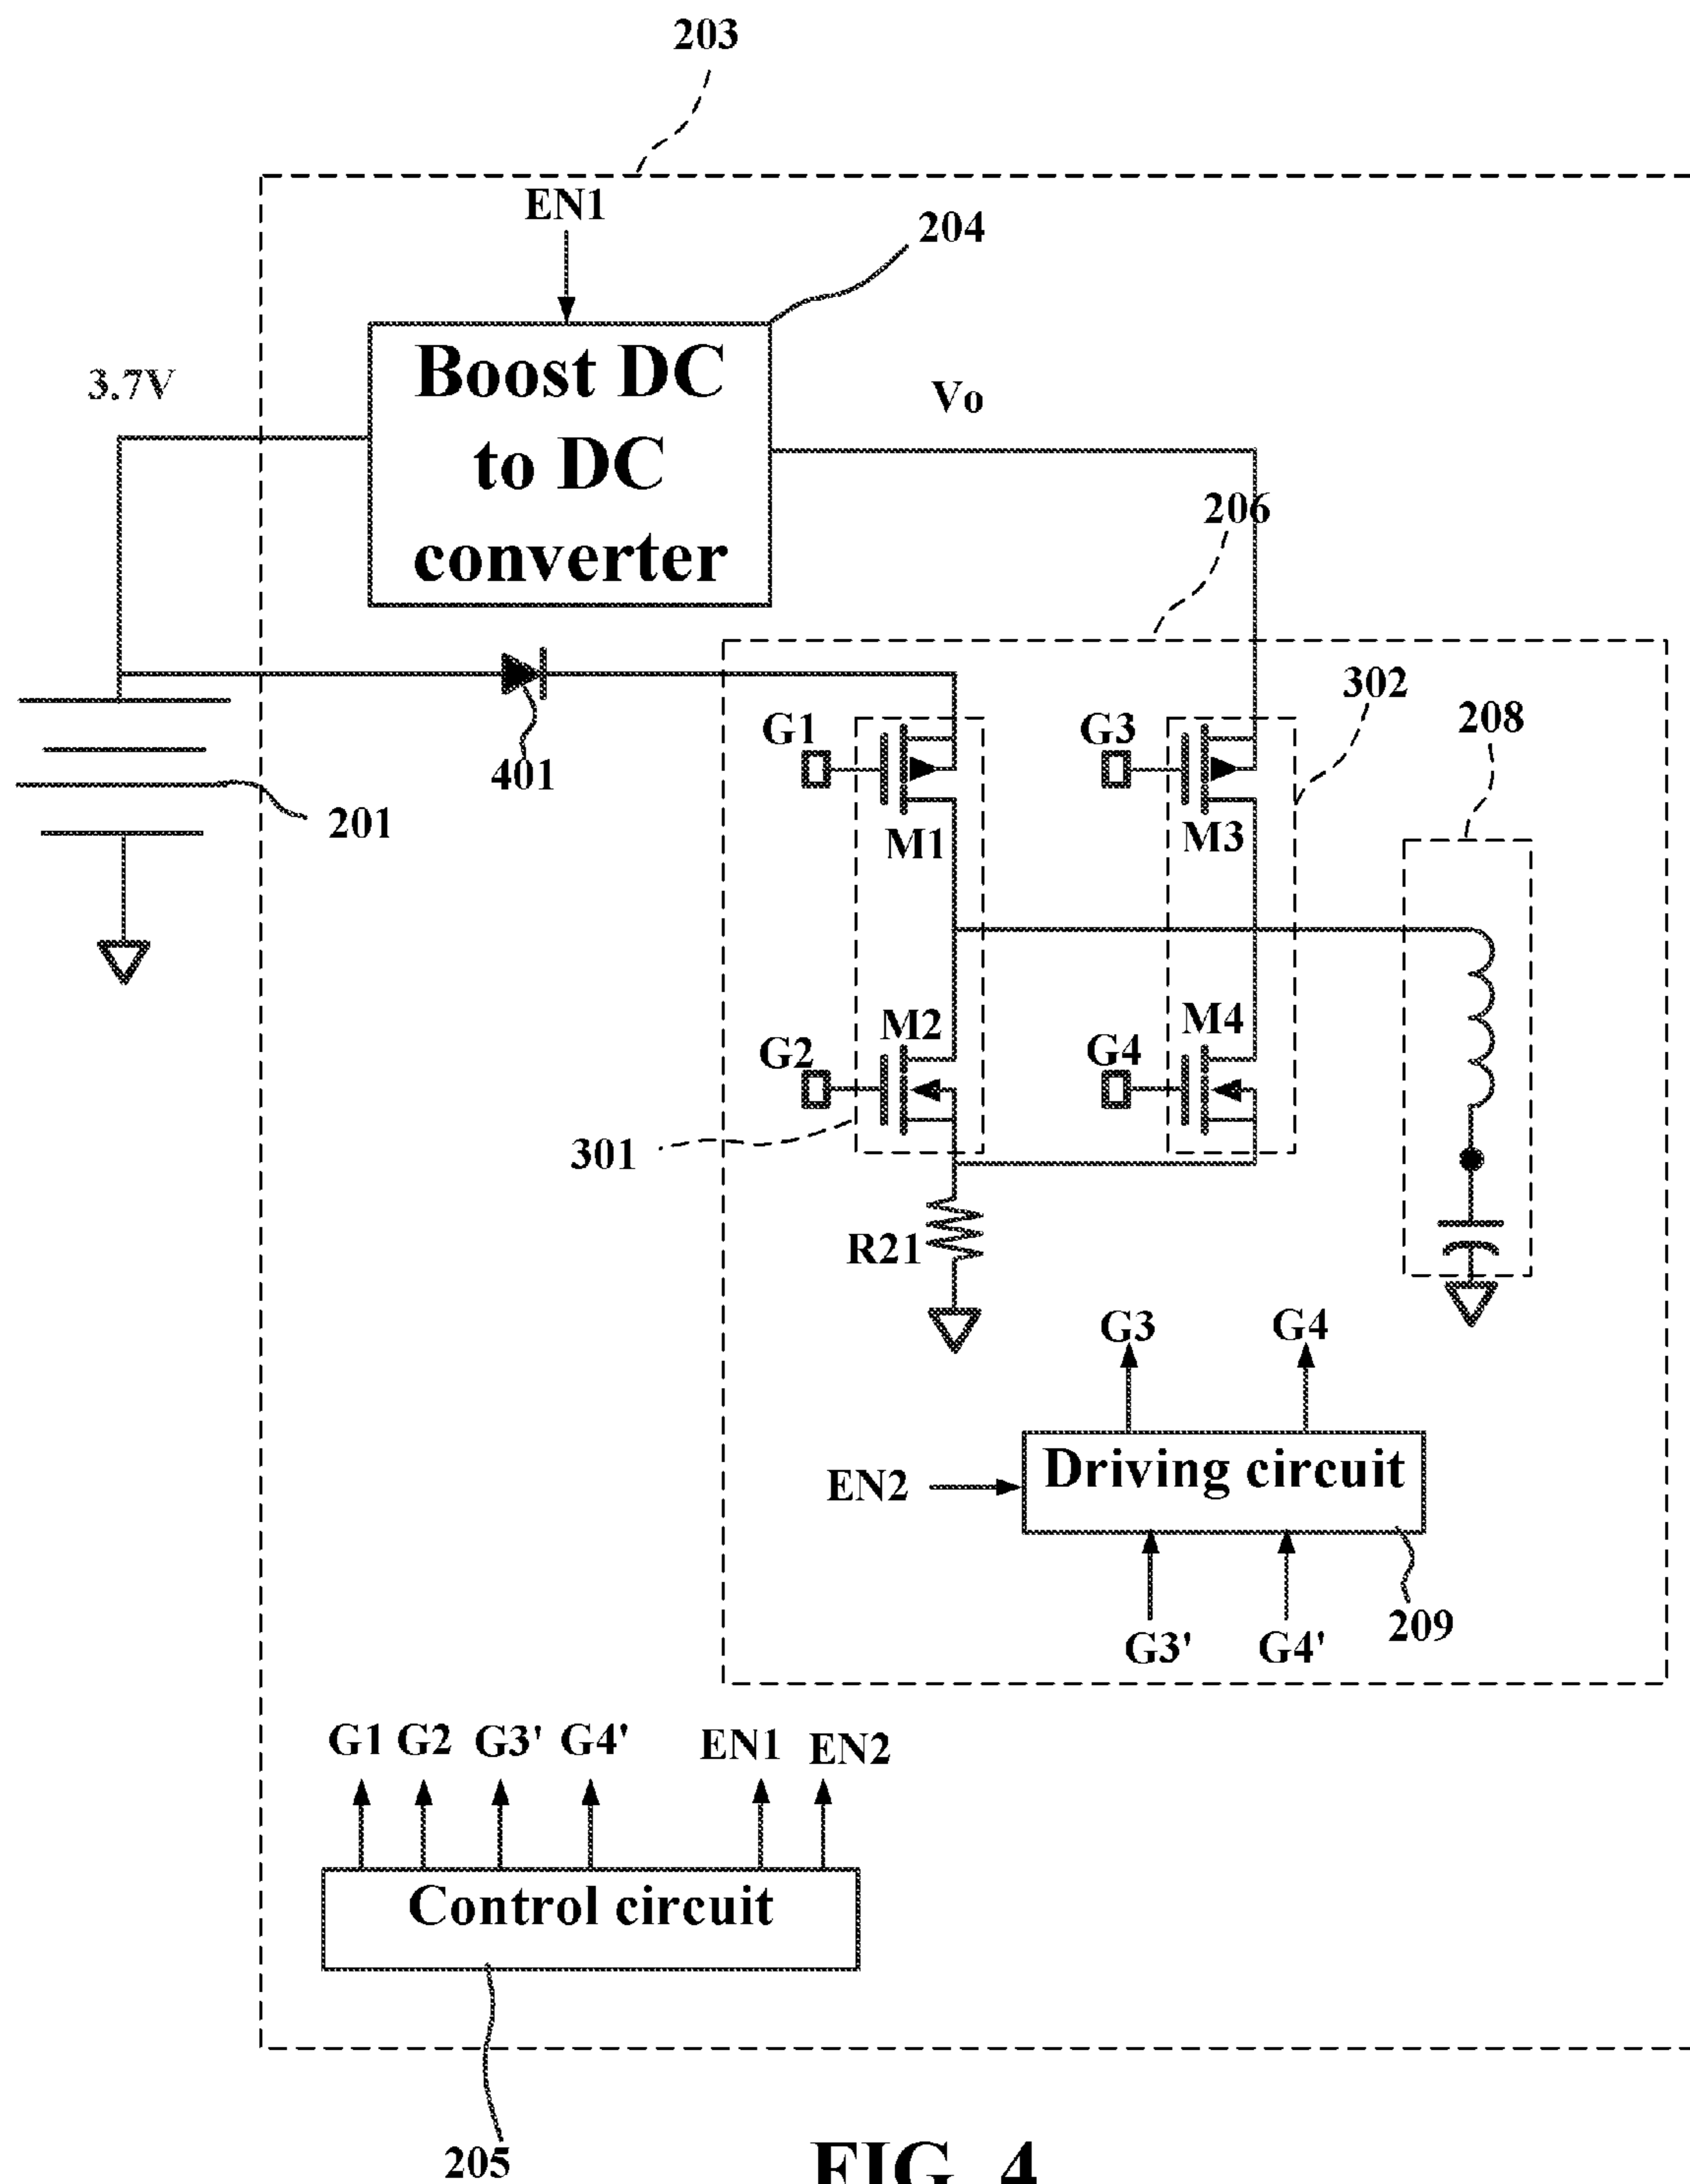 203
EN1
204
Boost DC
to DC
converter
3.7V
Vo
206
302
208
G1
G3
401
201
M1
M3
M2
M4
G2
G4
301
R21
G3
G4
EN2
Driving circuit
G3'
G4'
209
G1
G2
G3'
G4'
EN1
EN2
Control circuit
205
FIG. 4